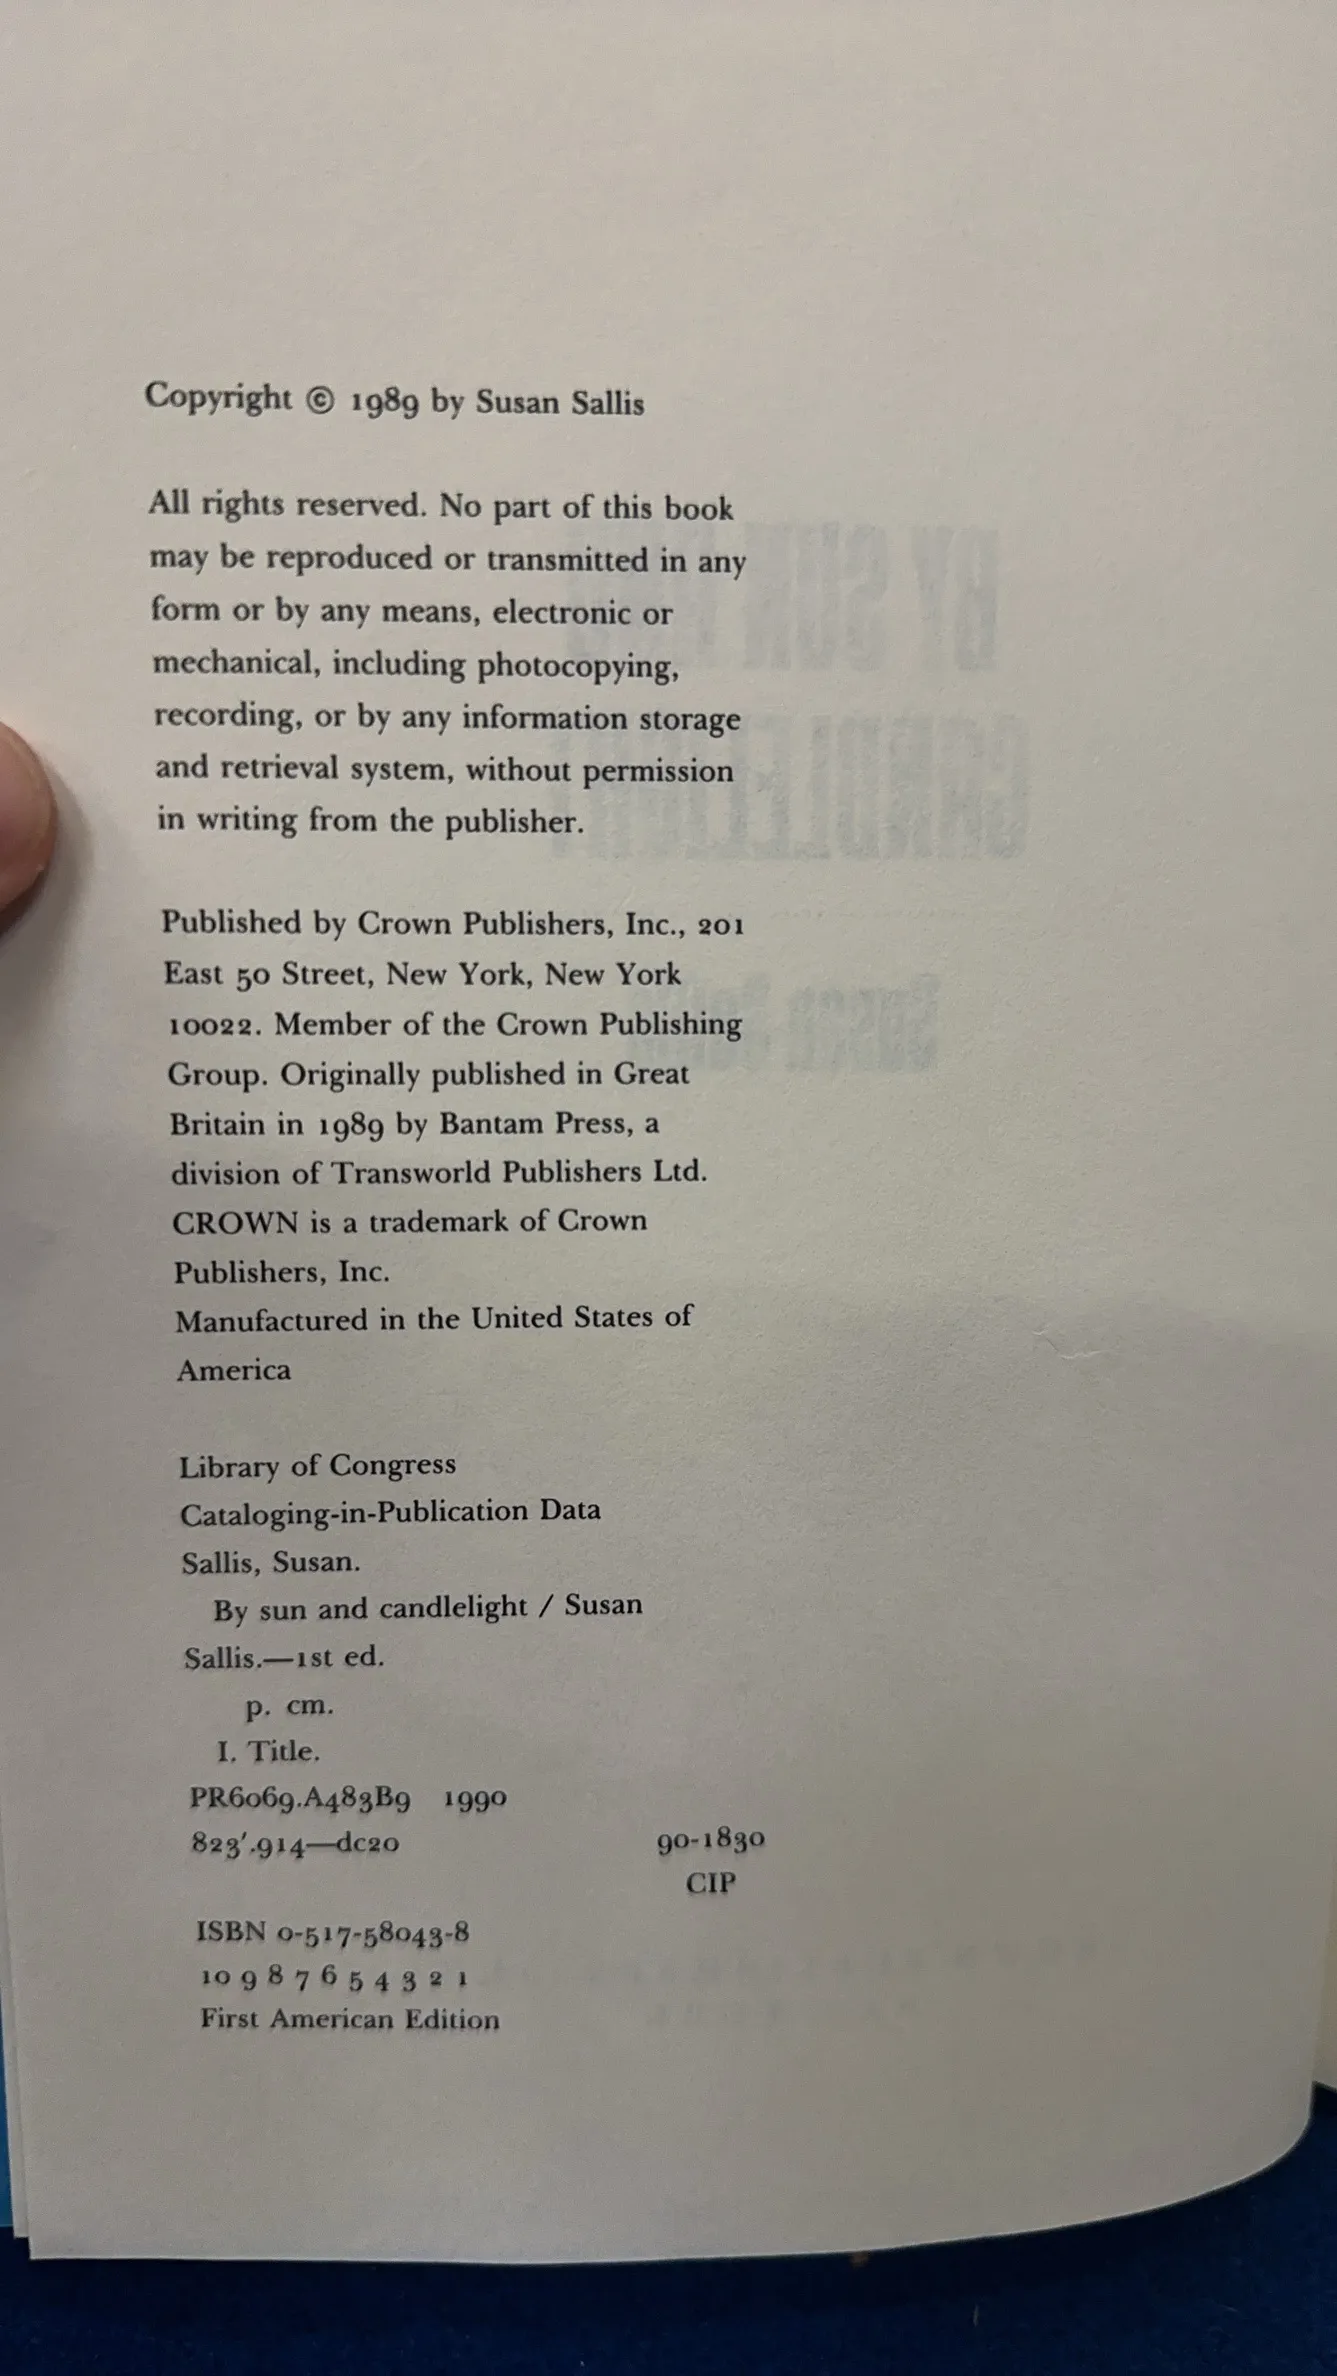 Copyright © 1989 by Susan Sallis
All rights reserved. No part of this book
may be reproduced or transmitted in any
form or by any means, electronic or
mechanical, including photocopying,
recording, or by any information storage
and retrieval system, without permission
in writing from the publisher.
Published by Crown Publishers, Inc., 201
East 50 Street, New York, New York
10022. Member of the Crown Publishing
Group. Originally published in Great
Britain in 1989 by Bantam Press, a
division of Transworld Publishers Ltd.
CROWN is a trademark of Crown
Publishers, Inc.
Manufactured in the United States of
America
Library of Congress
Cataloging-in-Publication Data
Sallis, Susan.
By sun and candlelight / Susan
Sallis.—1st ed.
p. cm.
I. Title.
PR6069.A483B9 1990
823'.914—dc20 90-1830
CIP
ISBN 0-517-58043-8
10 9 8 7 6 5 4 3 2 1
First American Edition